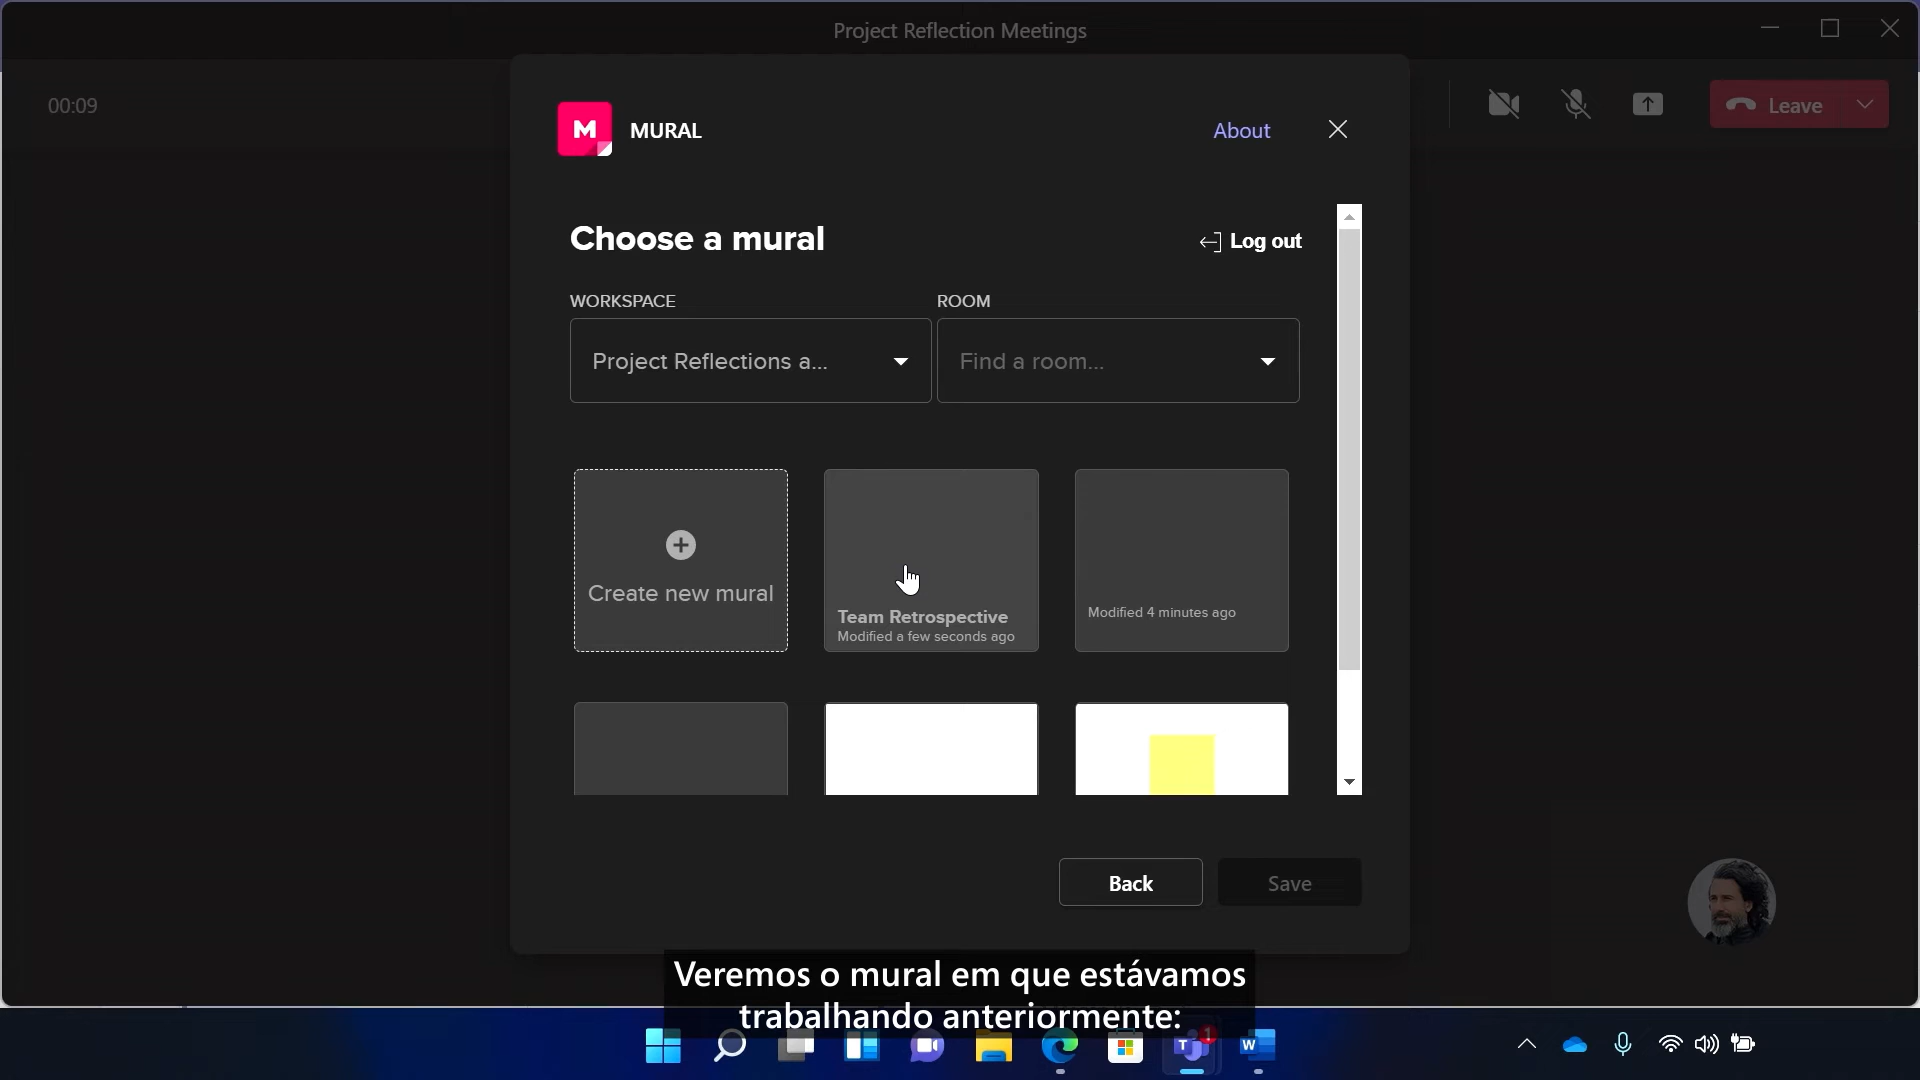 Project Reflection Meetings
00:09
Leave
M MURAL
About
Choose a mural
Log out
WORKSPACE
ROOM
Project Reflections a...
Find a room...
Create new mural
Team Retrospective
Modified a few seconds ago
Modified 4 minutes ago
Back
Save
Veremos o mural em que estávamos
trabalhando anteriormente:
T
1
W